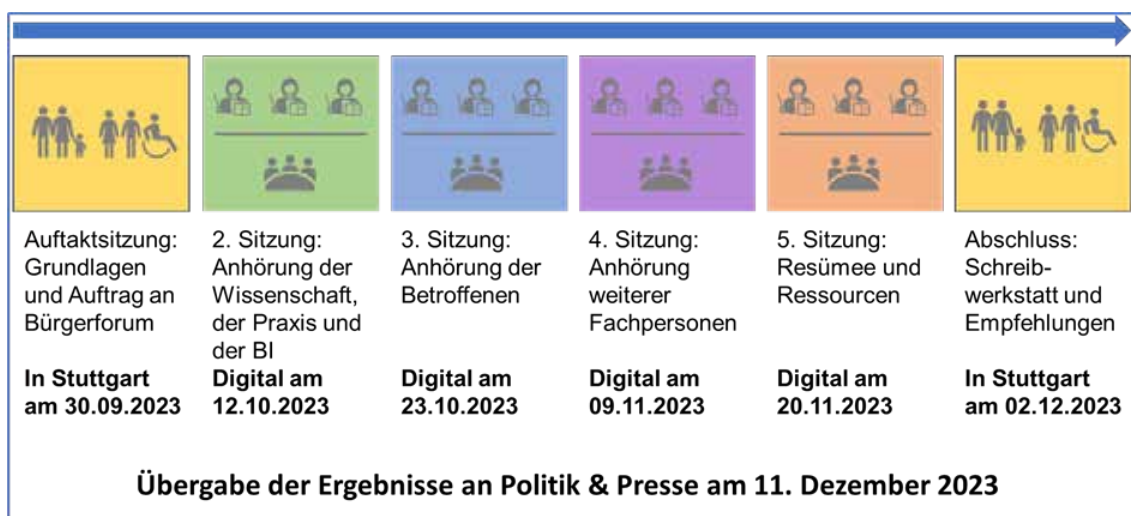 Auftaktsitzung:
Grundlagen
und Auftrag an
Bürgerforum
In Stuttgart
am 30.09.2023
2. Sitzung:
Anhörung der
Wissenschaft,
der Praxis und
der BI
Digital am
12.10.2023
3. Sitzung:
Anhörung der
Betroffenen
Digital am
23.10.2023
4. Sitzung:
Anhörung
weiterer
Fachpersonen
Digital am
09.11.2023
5. Sitzung:
Resümee und
Ressourcen
Digital am
20.11.2023
Abschluss:
Schreib-
werkstatt und
Empfehlungen
In Stuttgart
am 02.12.2023
Übergabe der Ergebnisse an Politik & Presse am 11. Dezember 2023